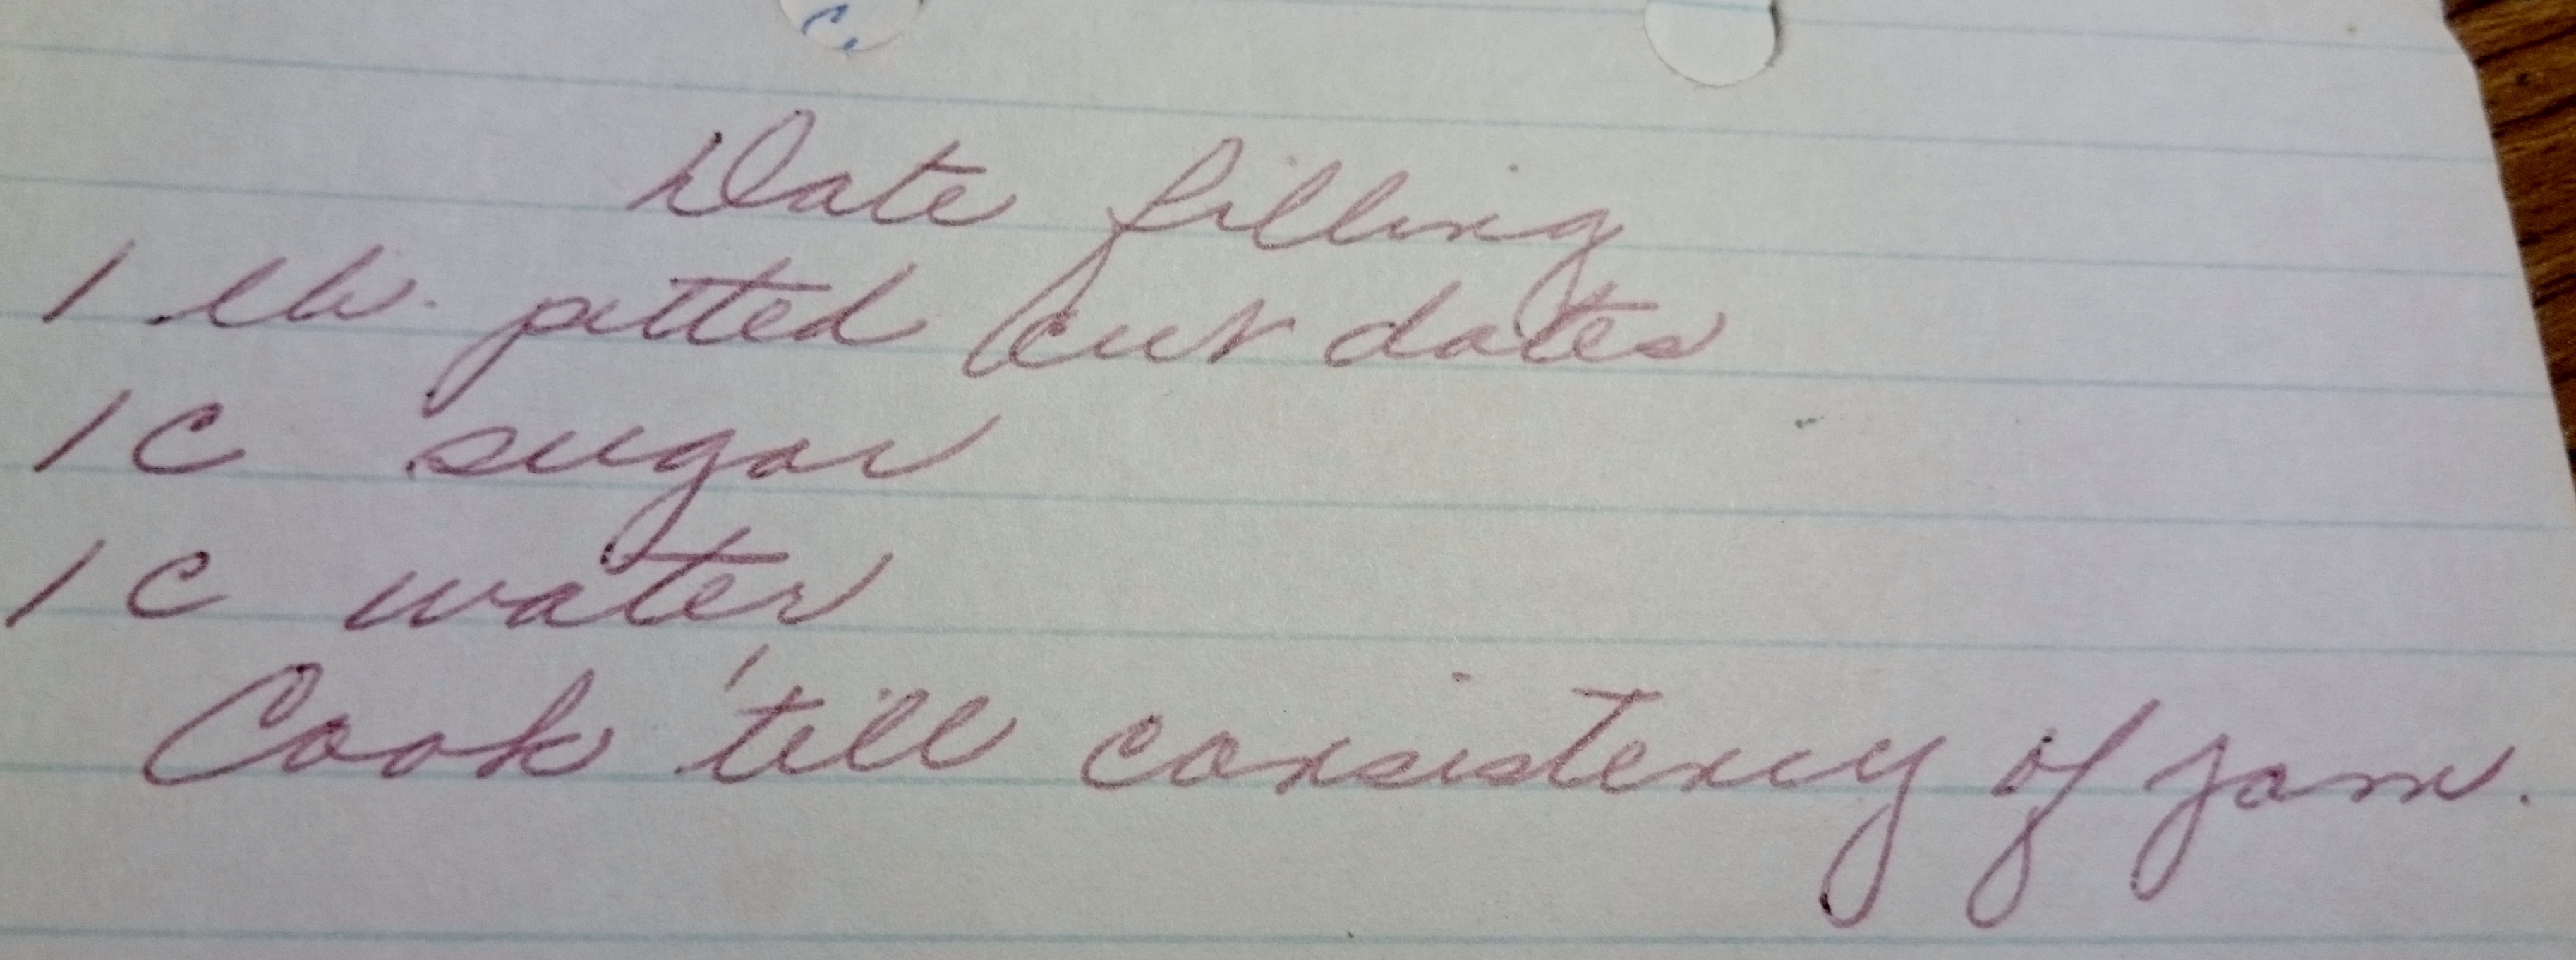 Date filling
1 lb. pitted cut dates
1 C sugar
1 C water
Cook 'till consistency of jam.